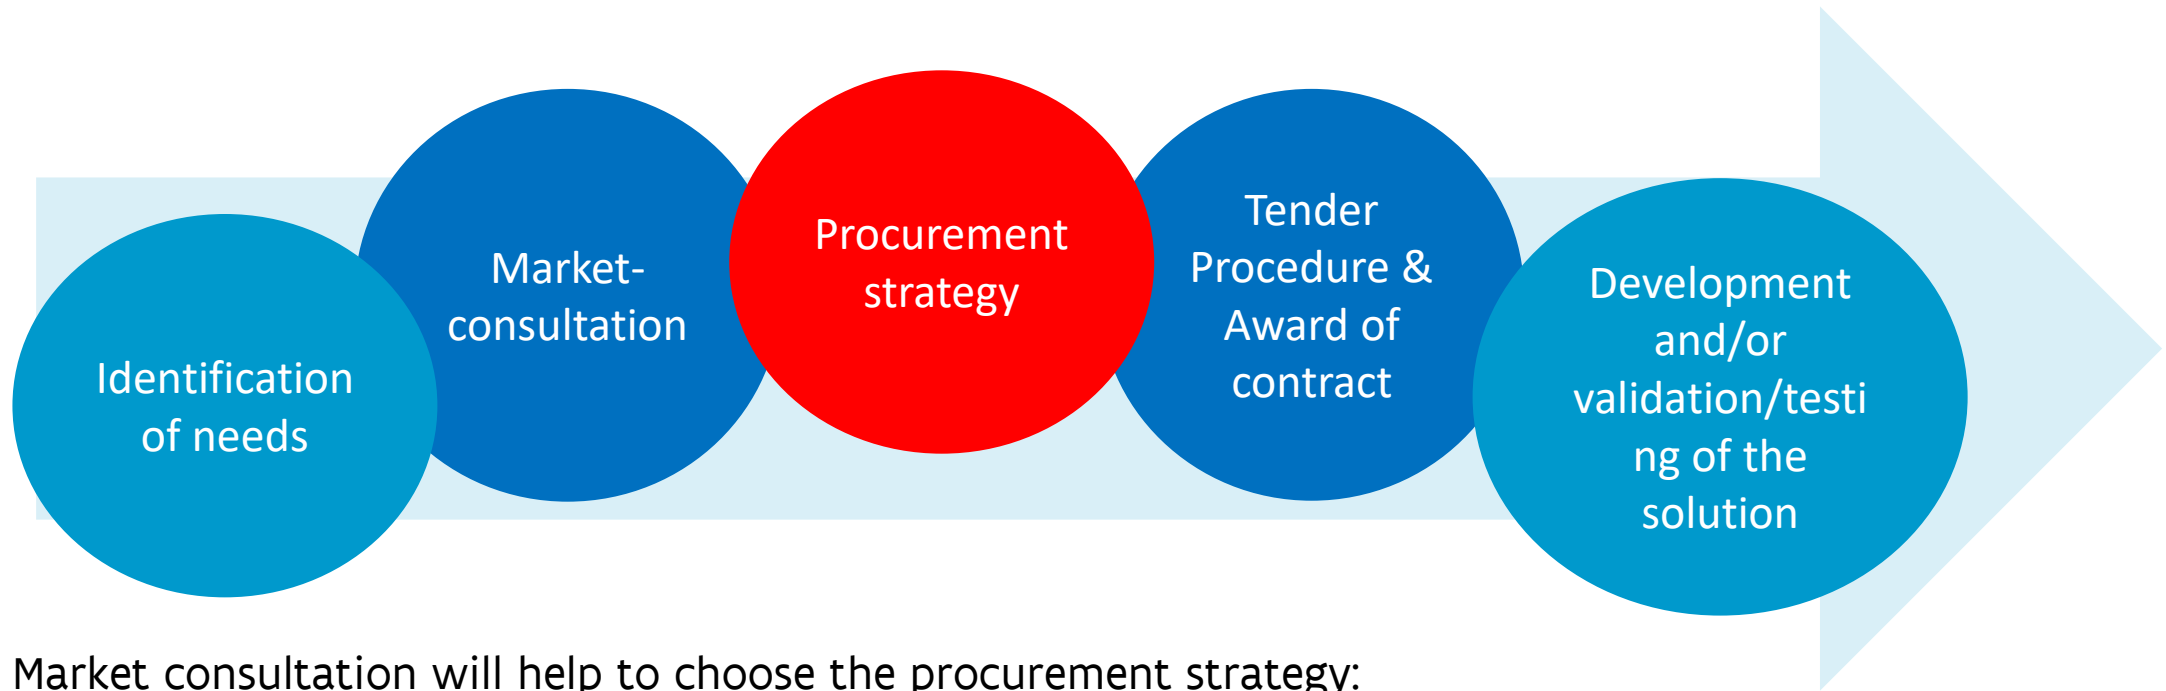 Identification
of needs
Market-
consultation
Procurement
strategy
Tender
Procedure &
Award of
contract
Development
and/or
validation/testi
ng of the
solution
Market consultation will help to choose the procurement strategy: